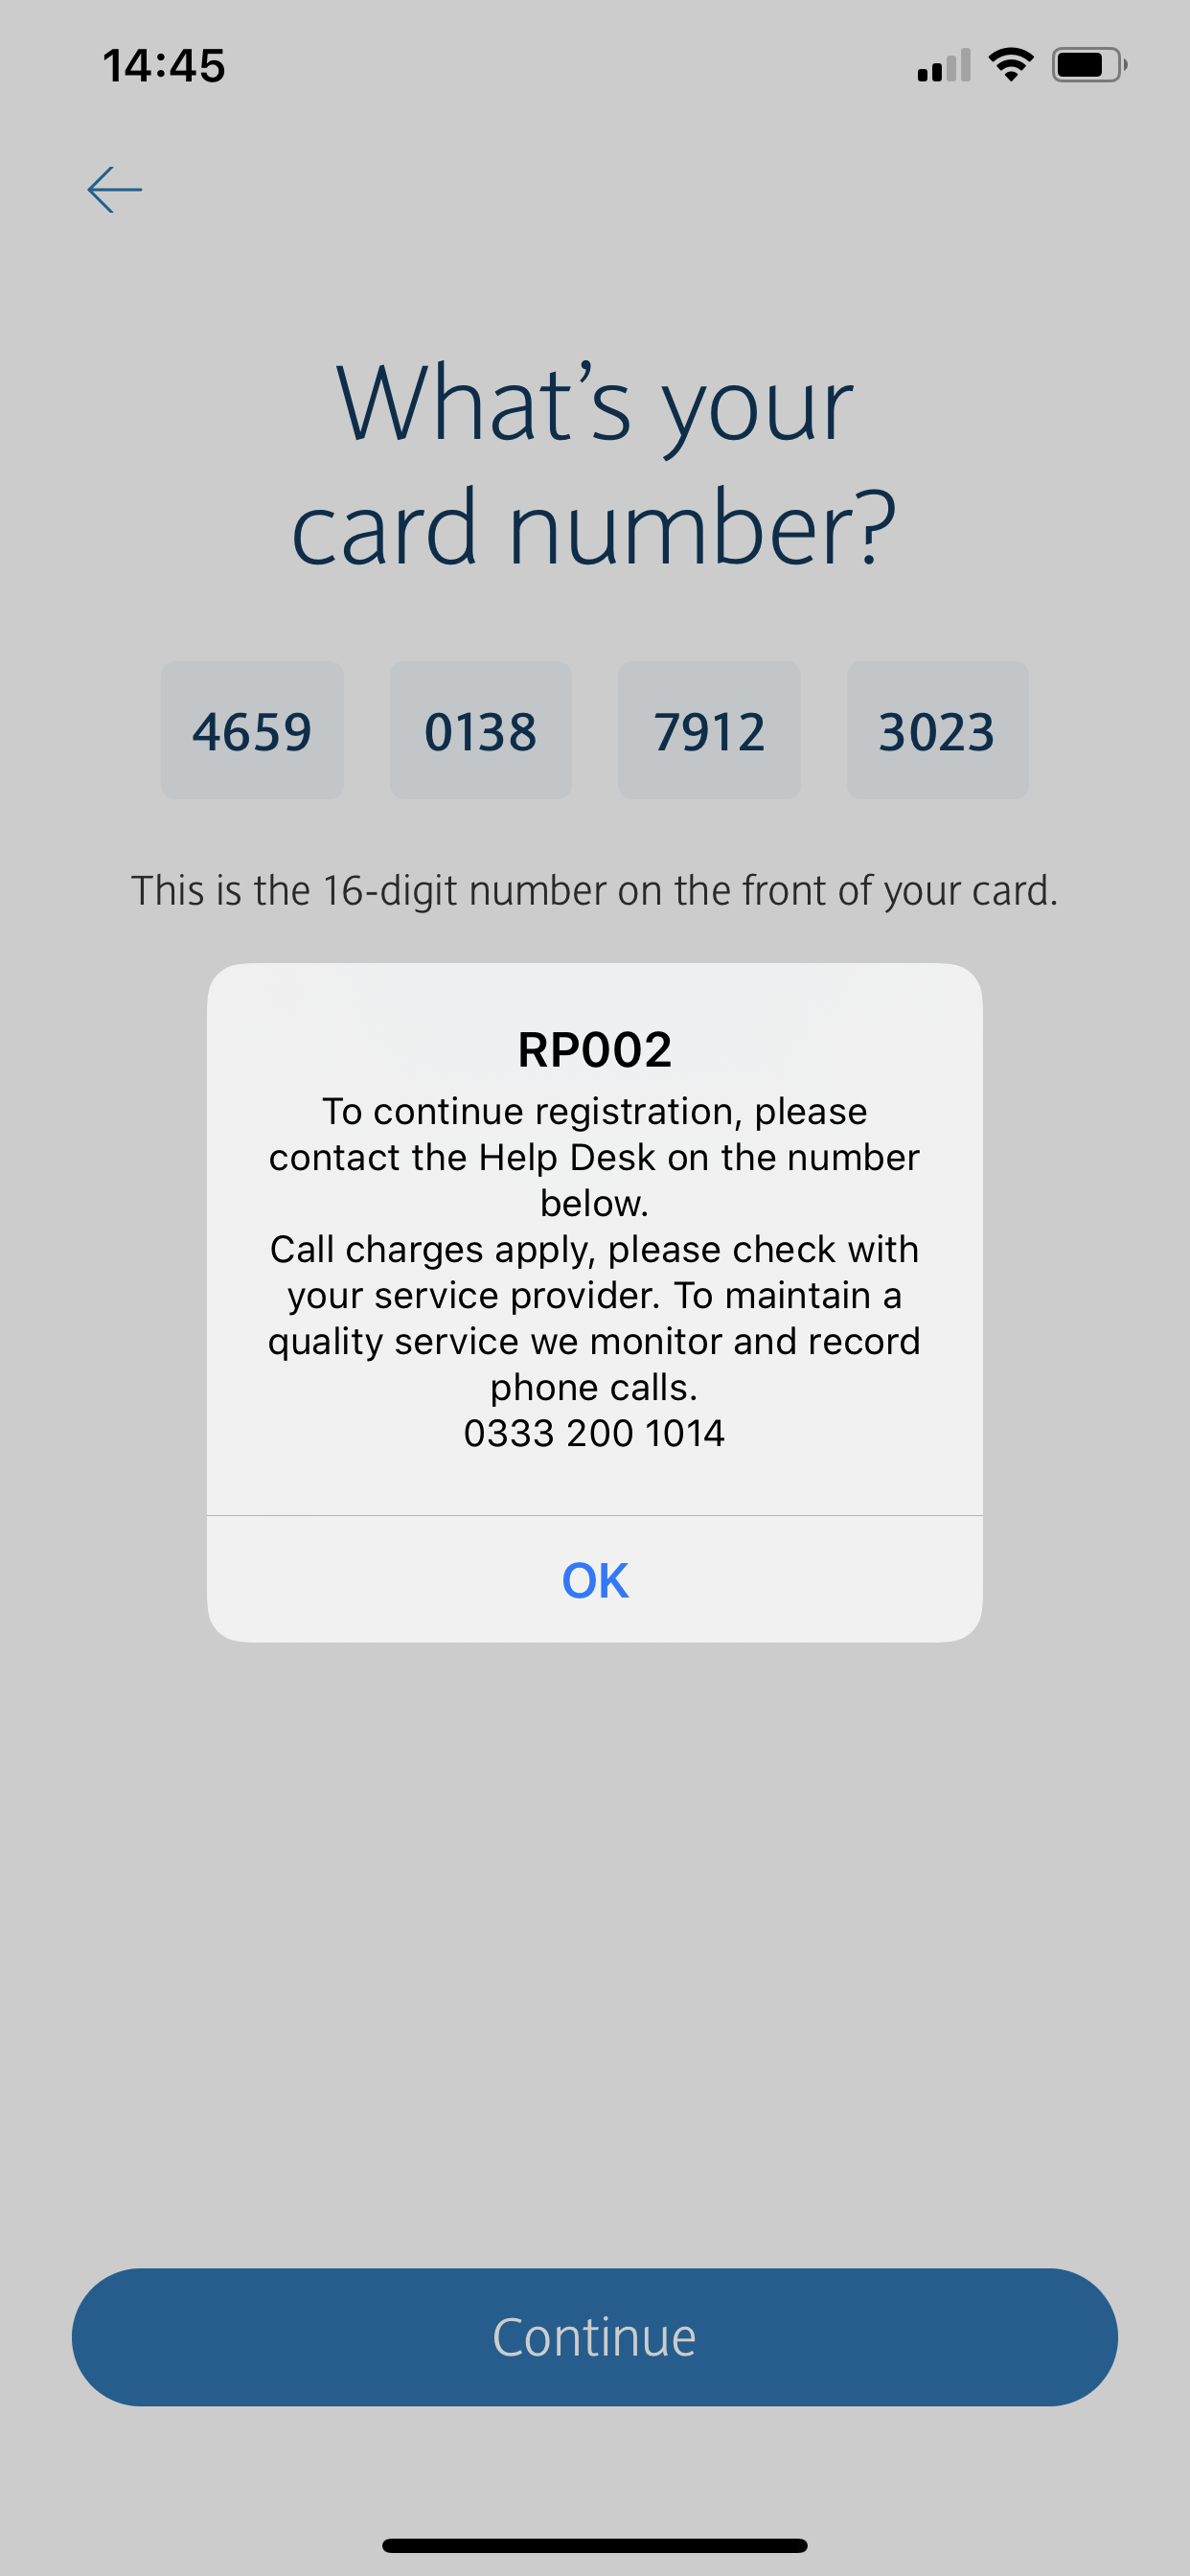 14:45
What's your
card number?
4659 0138 7912 3023
This is the 16-digit number on the front of your card.
RP002
To continue registration, please
contact the Help Desk on the number
below.
Call charges apply, please check with
your service provider. To maintain a
quality service we monitor and record
phone calls.
0333 200 1014
OK
Continue